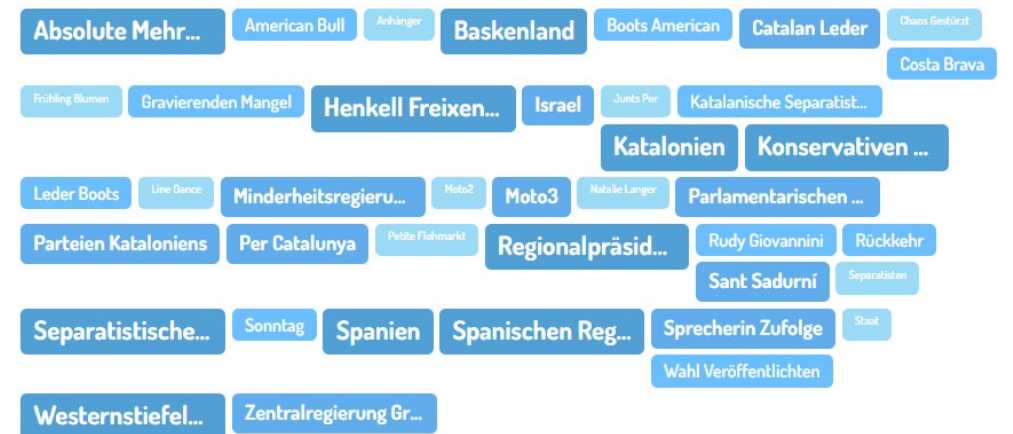 Absolute Mehr... American Bull Anhänger Baskenland Boots American Catalan Leder Chaos Gestürzt
Costa Brava
Frühling Blumen Gravierenden Mangel Henkell Freixen... Israel Junts Per Katalanische Separatist...
Katalonien Konservativen ...
Leder Boots Line Dance Minderheitsregieru... Moto2 Moto3 Natalie Langer Parlamentarischen ...
Parteien Kataloniens Per Catalunya Petite Flohmarkt Regionalpräsid... Rudy Giovannini Rückkehr
Sant Sadurní Separatisten
Separatistische... Sonntag Spanien Spanischen Reg... Sprecherin Zufolge Staat
Wahl Veröffentlichten
Westernstiefel... Zentralregierung Gr...